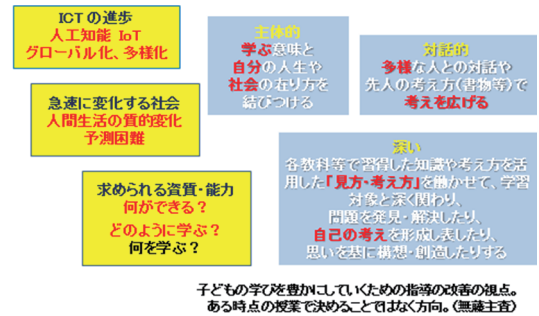 ICTの進歩
人工知能 IoT
グローバル化、多様化
急速に変化する社会
人間生活の質的変化
予測困難
求められる資質・能力
何ができる？
どのように学ぶ？
何を学ぶ？
主体的
学ぶ意味と
自分の人生や
社会の在り方を
結びつける
対話的
多様な人との対話や
先人の考え方(書物等)で
考えを広げる
深い
各教科等で習得した知識や考え方を活
用した「見方・考え方」を働かせて、学習
対象と深く関わり、
問題を発見・解決したり、
自己の考えを形成し表したり、
思いを基に構想・創造したりする
子どもの学びを豊かにしていくための指導の改善の視点。
ある時点の授業で決めることではなく方向。(無藤主査)